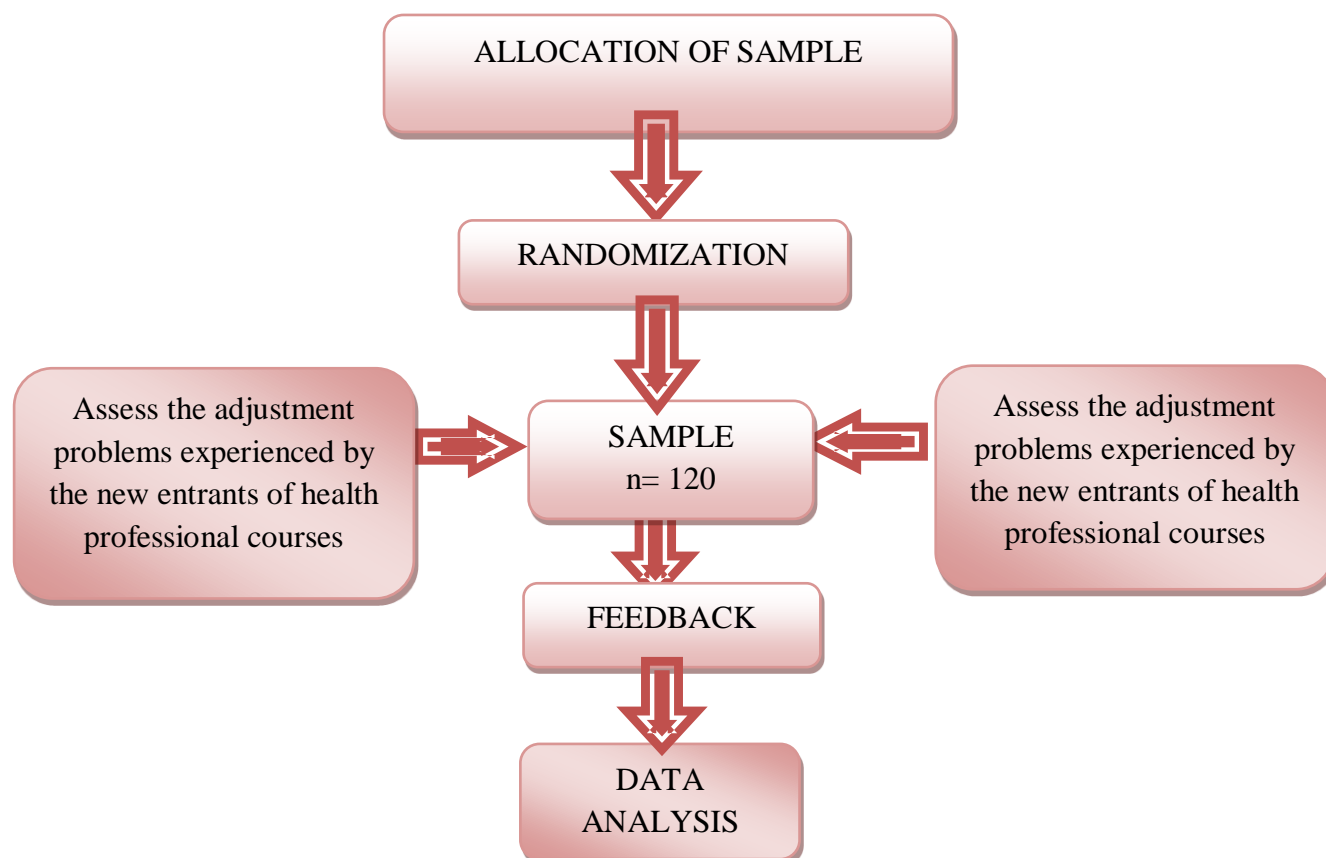 ALLOCATION OF SAMPLE
RANDOMIZATION
Assess the adjustment
problems experienced by
the new entrants of health
professional courses
SAMPLE
n= 120
Assess the adjustment
problems experienced by
the new entrants of health
professional courses
FEEDBACK
DATA
ANALYSIS